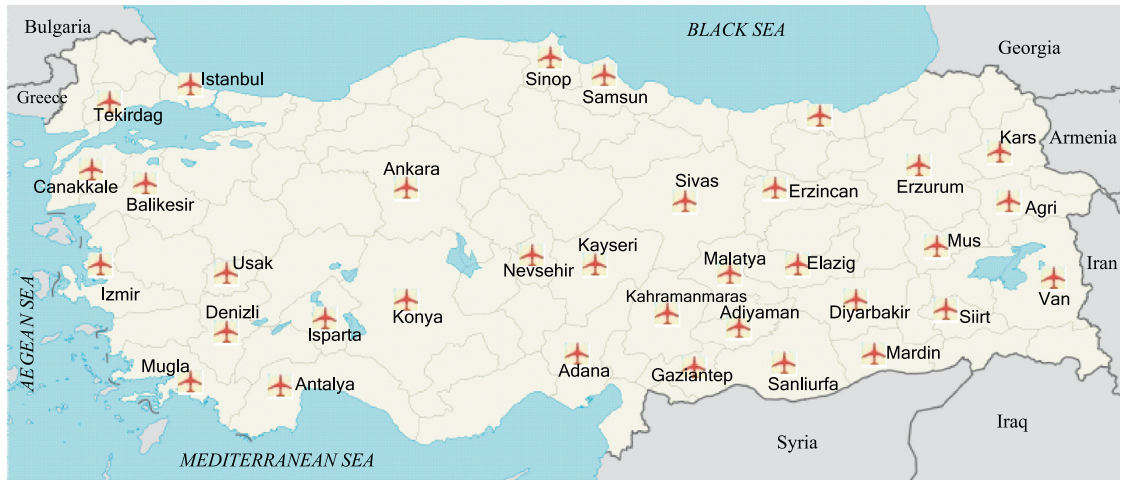 Bulgaria
BLACK SEA
Georgia
Greece
Istanbul
Tekirdag
Sinop
Samsun
Kars
Armenia
Canakkale
Balikesir
Ankara
Sivas
Erzincan
Erzurum
Agri
Mus
Iran
Usak
Nevsehir
Kayseri
Malatya
Elazig
Van
Izmir
AEGEAN SEA
Denizli
Isparta
Konya
Kahramanmaras
Adiyaman
Diyarbakir
Siirt
Mugla
Antalya
Adana
Gaziantep
Sanliurfa
Mardin
Iraq
Syria
MEDITERRANEAN SEA